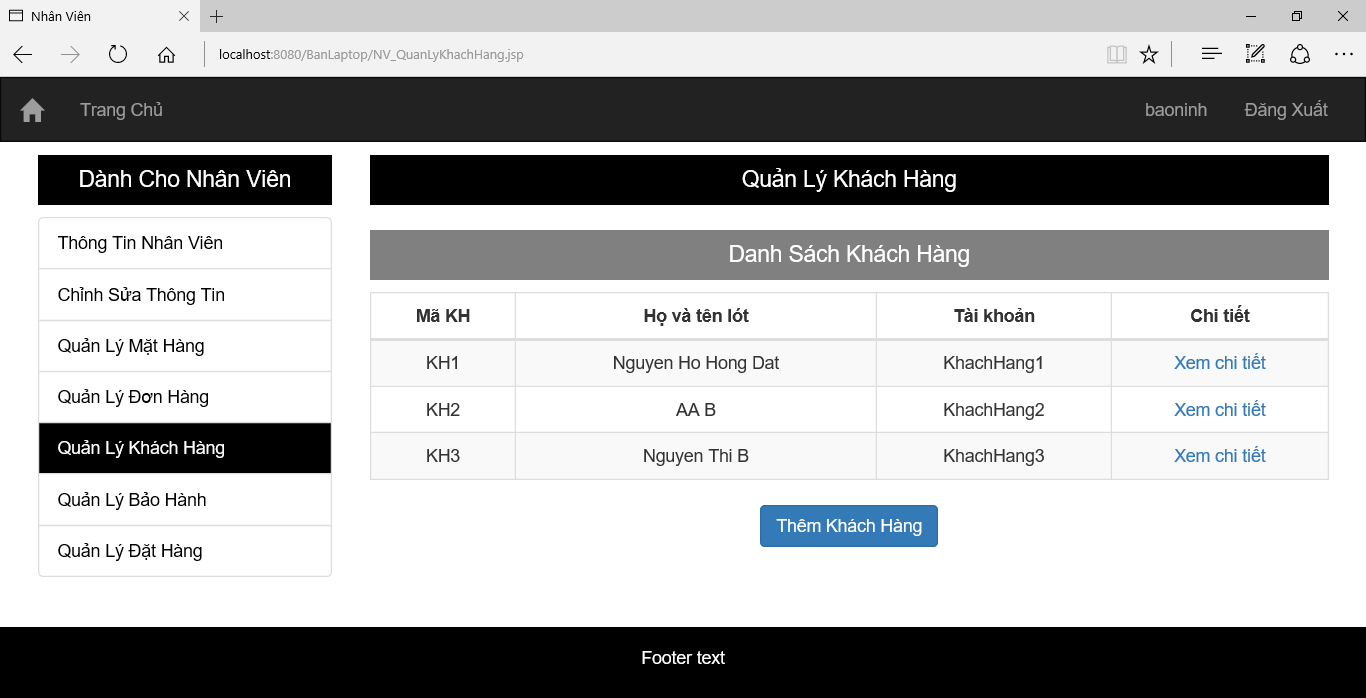 Nhân Viên
localhost:8080/BanLaptop/NV_QuanLyKhachHang.jsp
Trang Chủ baoninh Đăng Xuất
Dành Cho Nhân Viên
Thông Tin Nhân Viên
Chỉnh Sửa Thông Tin
Quản Lý Mặt Hàng
Quản Lý Đơn Hàng
Quản Lý Khách Hàng
Quản Lý Bảo Hành
Quản Lý Đặt Hàng
Quản Lý Khách Hàng
Danh Sách Khách Hàng
Mã KH Họ và tên lót Tài khoản Chi tiết
KH1 Nguyen Ho Hong Dat KhachHang1 Xem chi tiết
KH2 AA B KhachHang2 Xem chi tiết
KH3 Nguyen Thi B KhachHang3 Xem chi tiết
Thêm Khách Hàng
Footer text